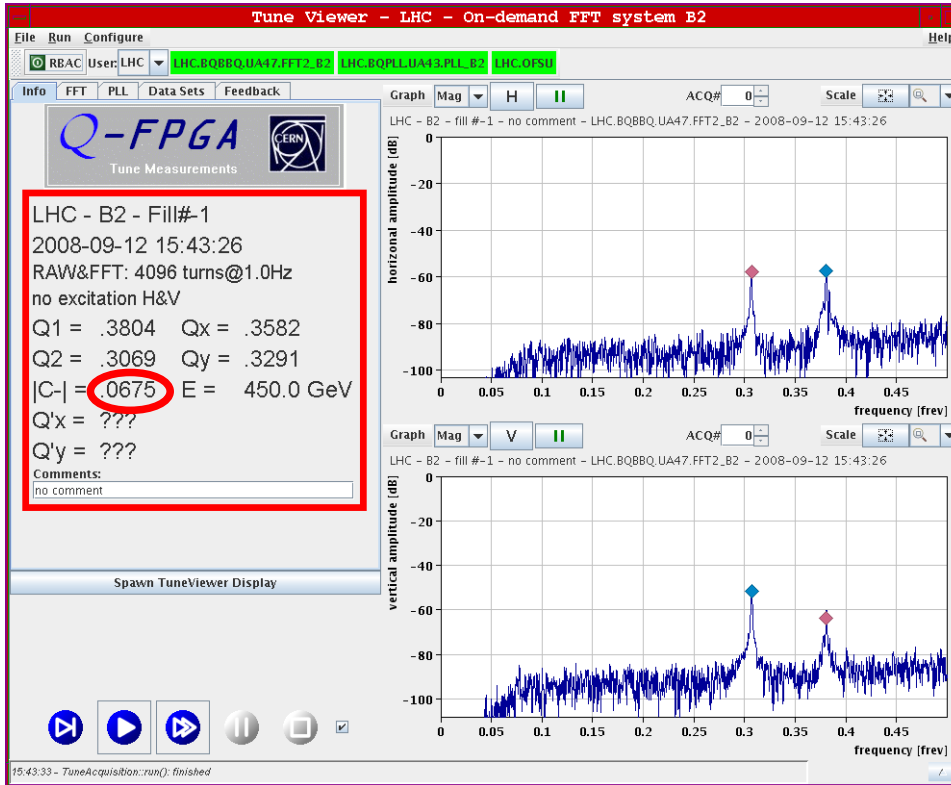 Tune Viewer - LHC - On-demand FFT system B2
File Run Configure Help
RBAC User: LHC LHC.BQBBQ.UA47.FFT2_B2 LHC.BQPLL.UA43.PLL_B2 LHC.OFSU
Info FFT PLL Data Sets Feedback
Q-FPGA
Tune Measurements
CERN
LHC - B2 - Fill#-1
2008-09-12 15:43:26
RAW&FFT: 4096 turns@1.0Hz
no excitation H&V
Q1 = .3804 Qx = .3582
Q2 = .3069 Qy = .3291
|C-| = .0675 E = 450.0 GeV
Q'x = ???
Q'y = ???
Comments:
no comment
Spawn TuneViewer Display
15:43:33 - TuneAcquisition::run(): finished
Graph Mag H ACQ# 0 Scale
LHC - B2 - fill #-1 - no comment - LHC.BQBBQ.UA47.FFT2_B2 - 2008-09-12 15:43:26
horizonal amplitude [dB]
0
-20
-40
-60
-80
-100
0 0.05 0.1 0.15 0.2 0.25 0.3 0.35 0.4 0.45
frequency [frev]
Graph Mag V ACQ# 0 Scale
LHC - B2 - fill #-1 - no comment - LHC.BQBBQ.UA47.FFT2_B2 - 2008-09-12 15:43:26
vertical amplitude [dB]
0
-20
-40
-60
-80
-100
0 0.05 0.1 0.15 0.2 0.25 0.3 0.35 0.4 0.45
frequency [frev]
/